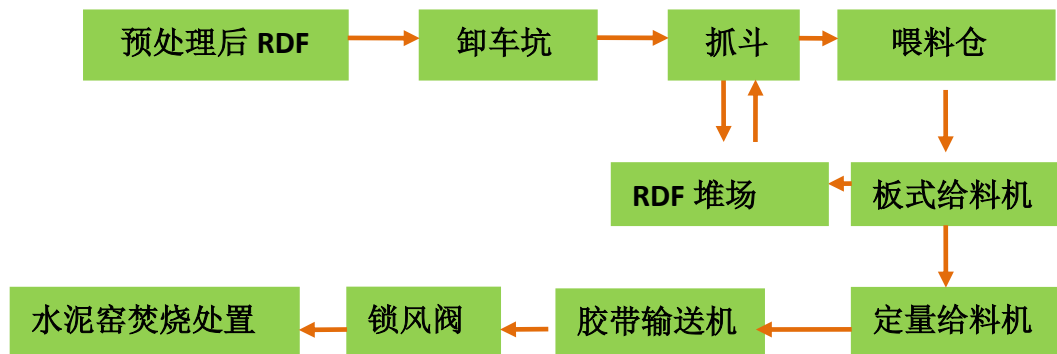 预处理后 RDF
卸车坑
抓斗
喂料仓
RDF 堆场
板式给料机
水泥窑焚烧处置
锁风阀
胶带输送机
定量给料机